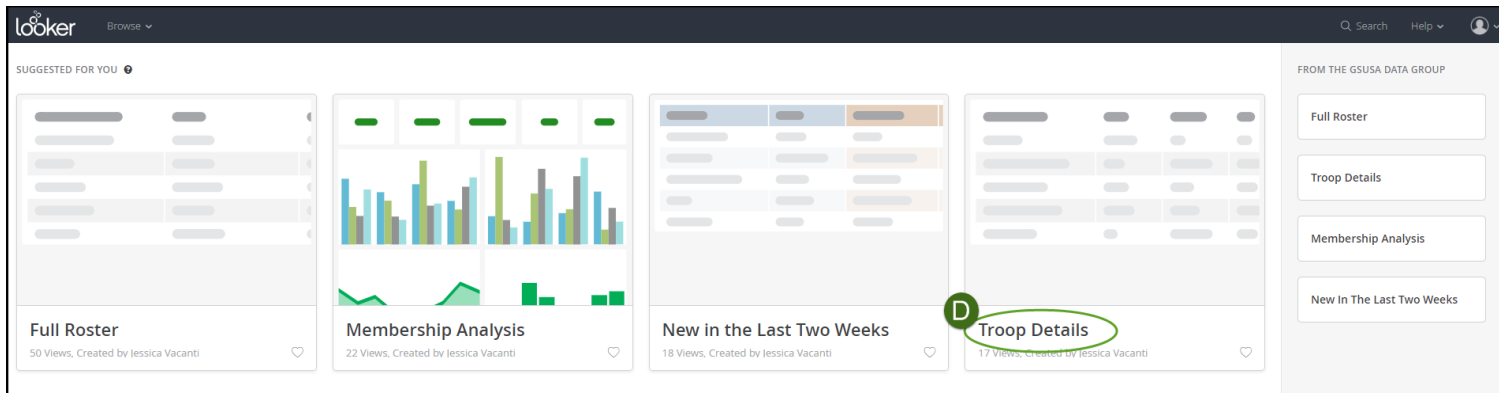 looker
Browse
Search
Help
SUGGESTED FOR YOU ?
FROM THE GSUSA DATA GROUP
Full Roster
50 Views, Created by Jessica Vacanti
Membership Analysis
22 Views, Created by Jessica Vacanti
New in the Last Two Weeks
18 Views, Created by Jessica Vacanti
D
Troop Details
17 Views, Created by Jessica Vacanti
Full Roster
Troop Details
Membership Analysis
New In The Last Two Weeks